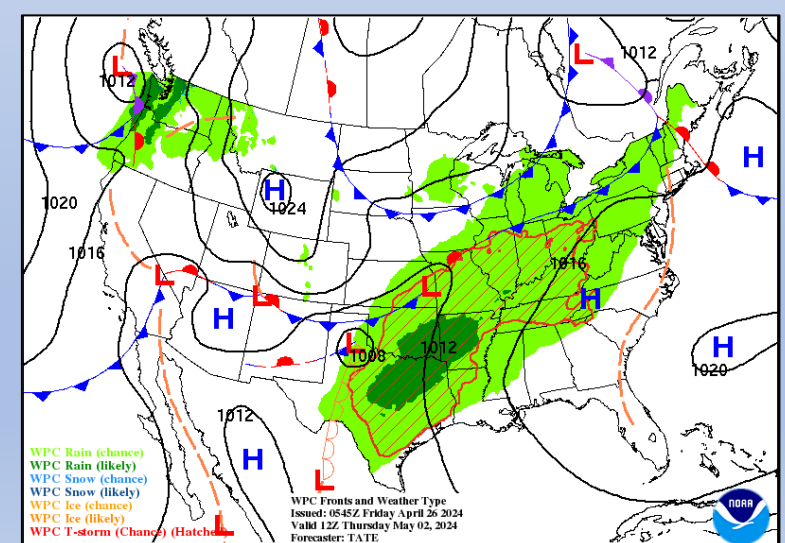 L
1012
L
1012
H
H
1024
1020
1016
L
L
H
L
1016
H
L
1008
1012
H
1020
1012
H
L
L
WPC Rain (chance)
WPC Rain (likely)
WPC Snow (chance)
WPC Snow (likely)
WPC Ice (chance)
WPC Ice (likely)
WPC T-storm (Chance) (Hatche
WPC Fronts and Weather Type
Issued: 0545Z Friday April 26 2024
Valid 12Z Thursday May 02, 2024
Forecaster: TATE
NOAA